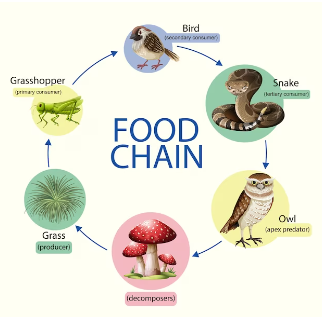 FOOD
CHAIN
Bird
(secondary consumer)
Snake
(tertiary consumer)
Owl
(apex predator)
(decomposers)
Grass
(producer)
Grasshopper
(primary consumer)